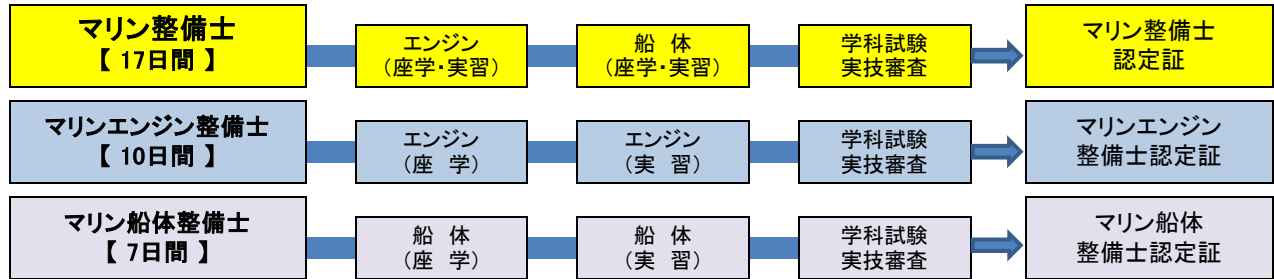 マリン整備士
【 17日間 】
エンジン
（座学・実習）
船 体
（座学・実習）
学科試験
実技審査
マリン整備士
認定証
マリンエンジン整備士
【 10日間 】
エンジン
（座 学）
エンジン
（実 習）
学科試験
実技審査
マリンエンジン
整備士認定証
マリン船体整備士
【 7日間 】
船 体
（座 学）
船 体
（実 習）
学科試験
実技審査
マリン船体
整備士認定証